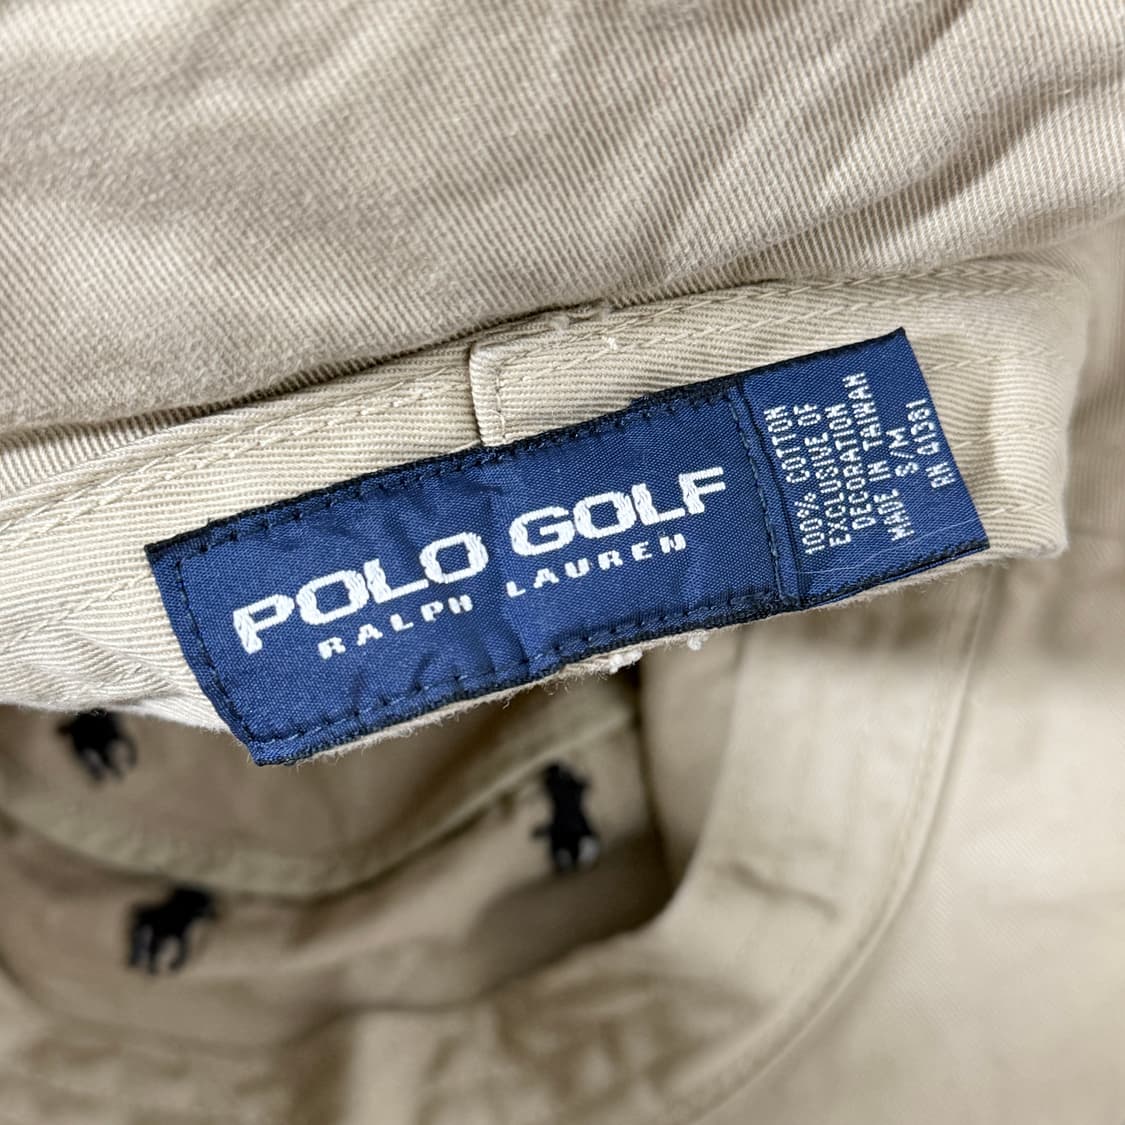 POLO GOLF
RALPH LAUREN
100% COTTON
EXCLUSIVE OF
DECORATION
MADE IN TAIWAN
S/M
RN 41381